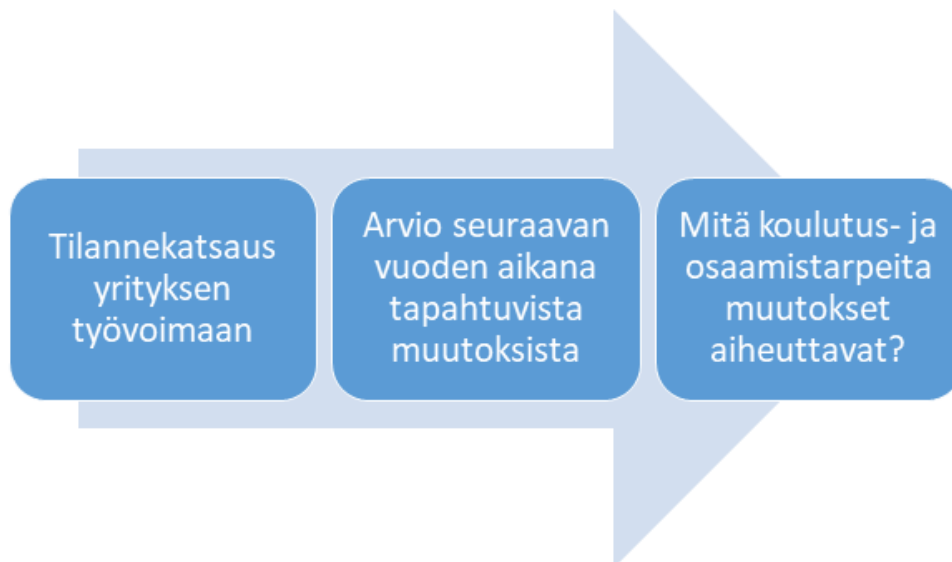 Tilannekatsaus
yrityksen
työvoimaan
Arvio seuraavan
vuoden aikana
tapahtuvista
muutoksista
Mitä koulutus- ja
osaamistarpeita
muutokset
aiheuttavat?